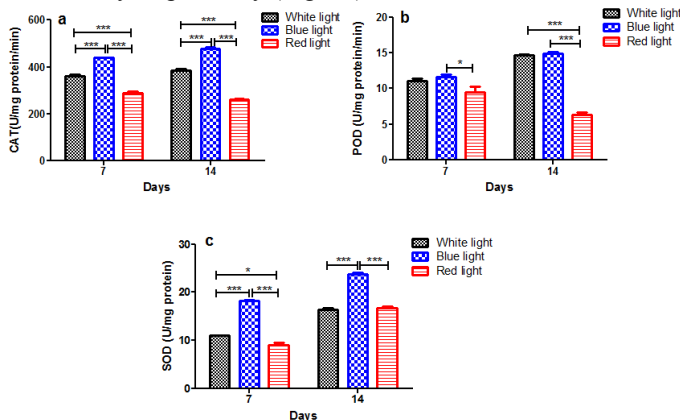 a
White light
Blue light
Red light
CAT(U/mg protein/min)
600
400
200
0
***
***
***
***
***
***
7
14
Days
b
White light
Blue light
Red light
POD (U/mg protein/min)
20
15
10
5
0
*
***
***
7
14
Days
c
White light
Blue light
Red light
SOD (U/mg protein)
30
20
10
0
*
***
***
***
***
7
14
Days